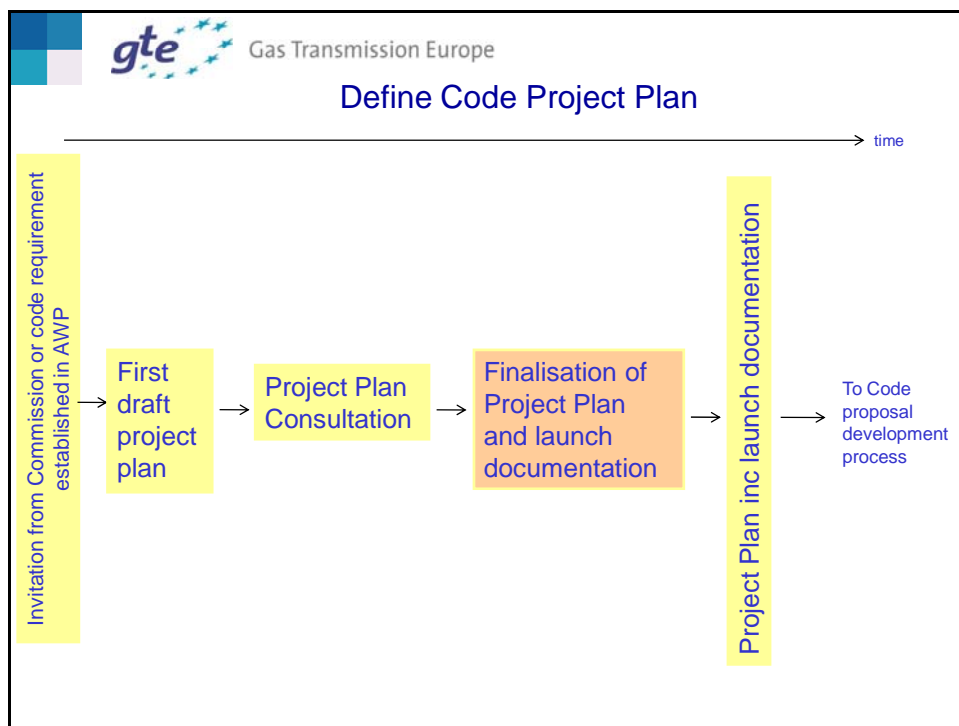 gte Gas Transmission Europe
Define Code Project Plan
time
Invitation from Commission or code requirement
established in AWP
First
draft
project
plan
Project Plan
Consultation
Finalisation of
Project Plan
and launch
documentation
Project Plan inc launch documentation
To Code
proposal
development
process